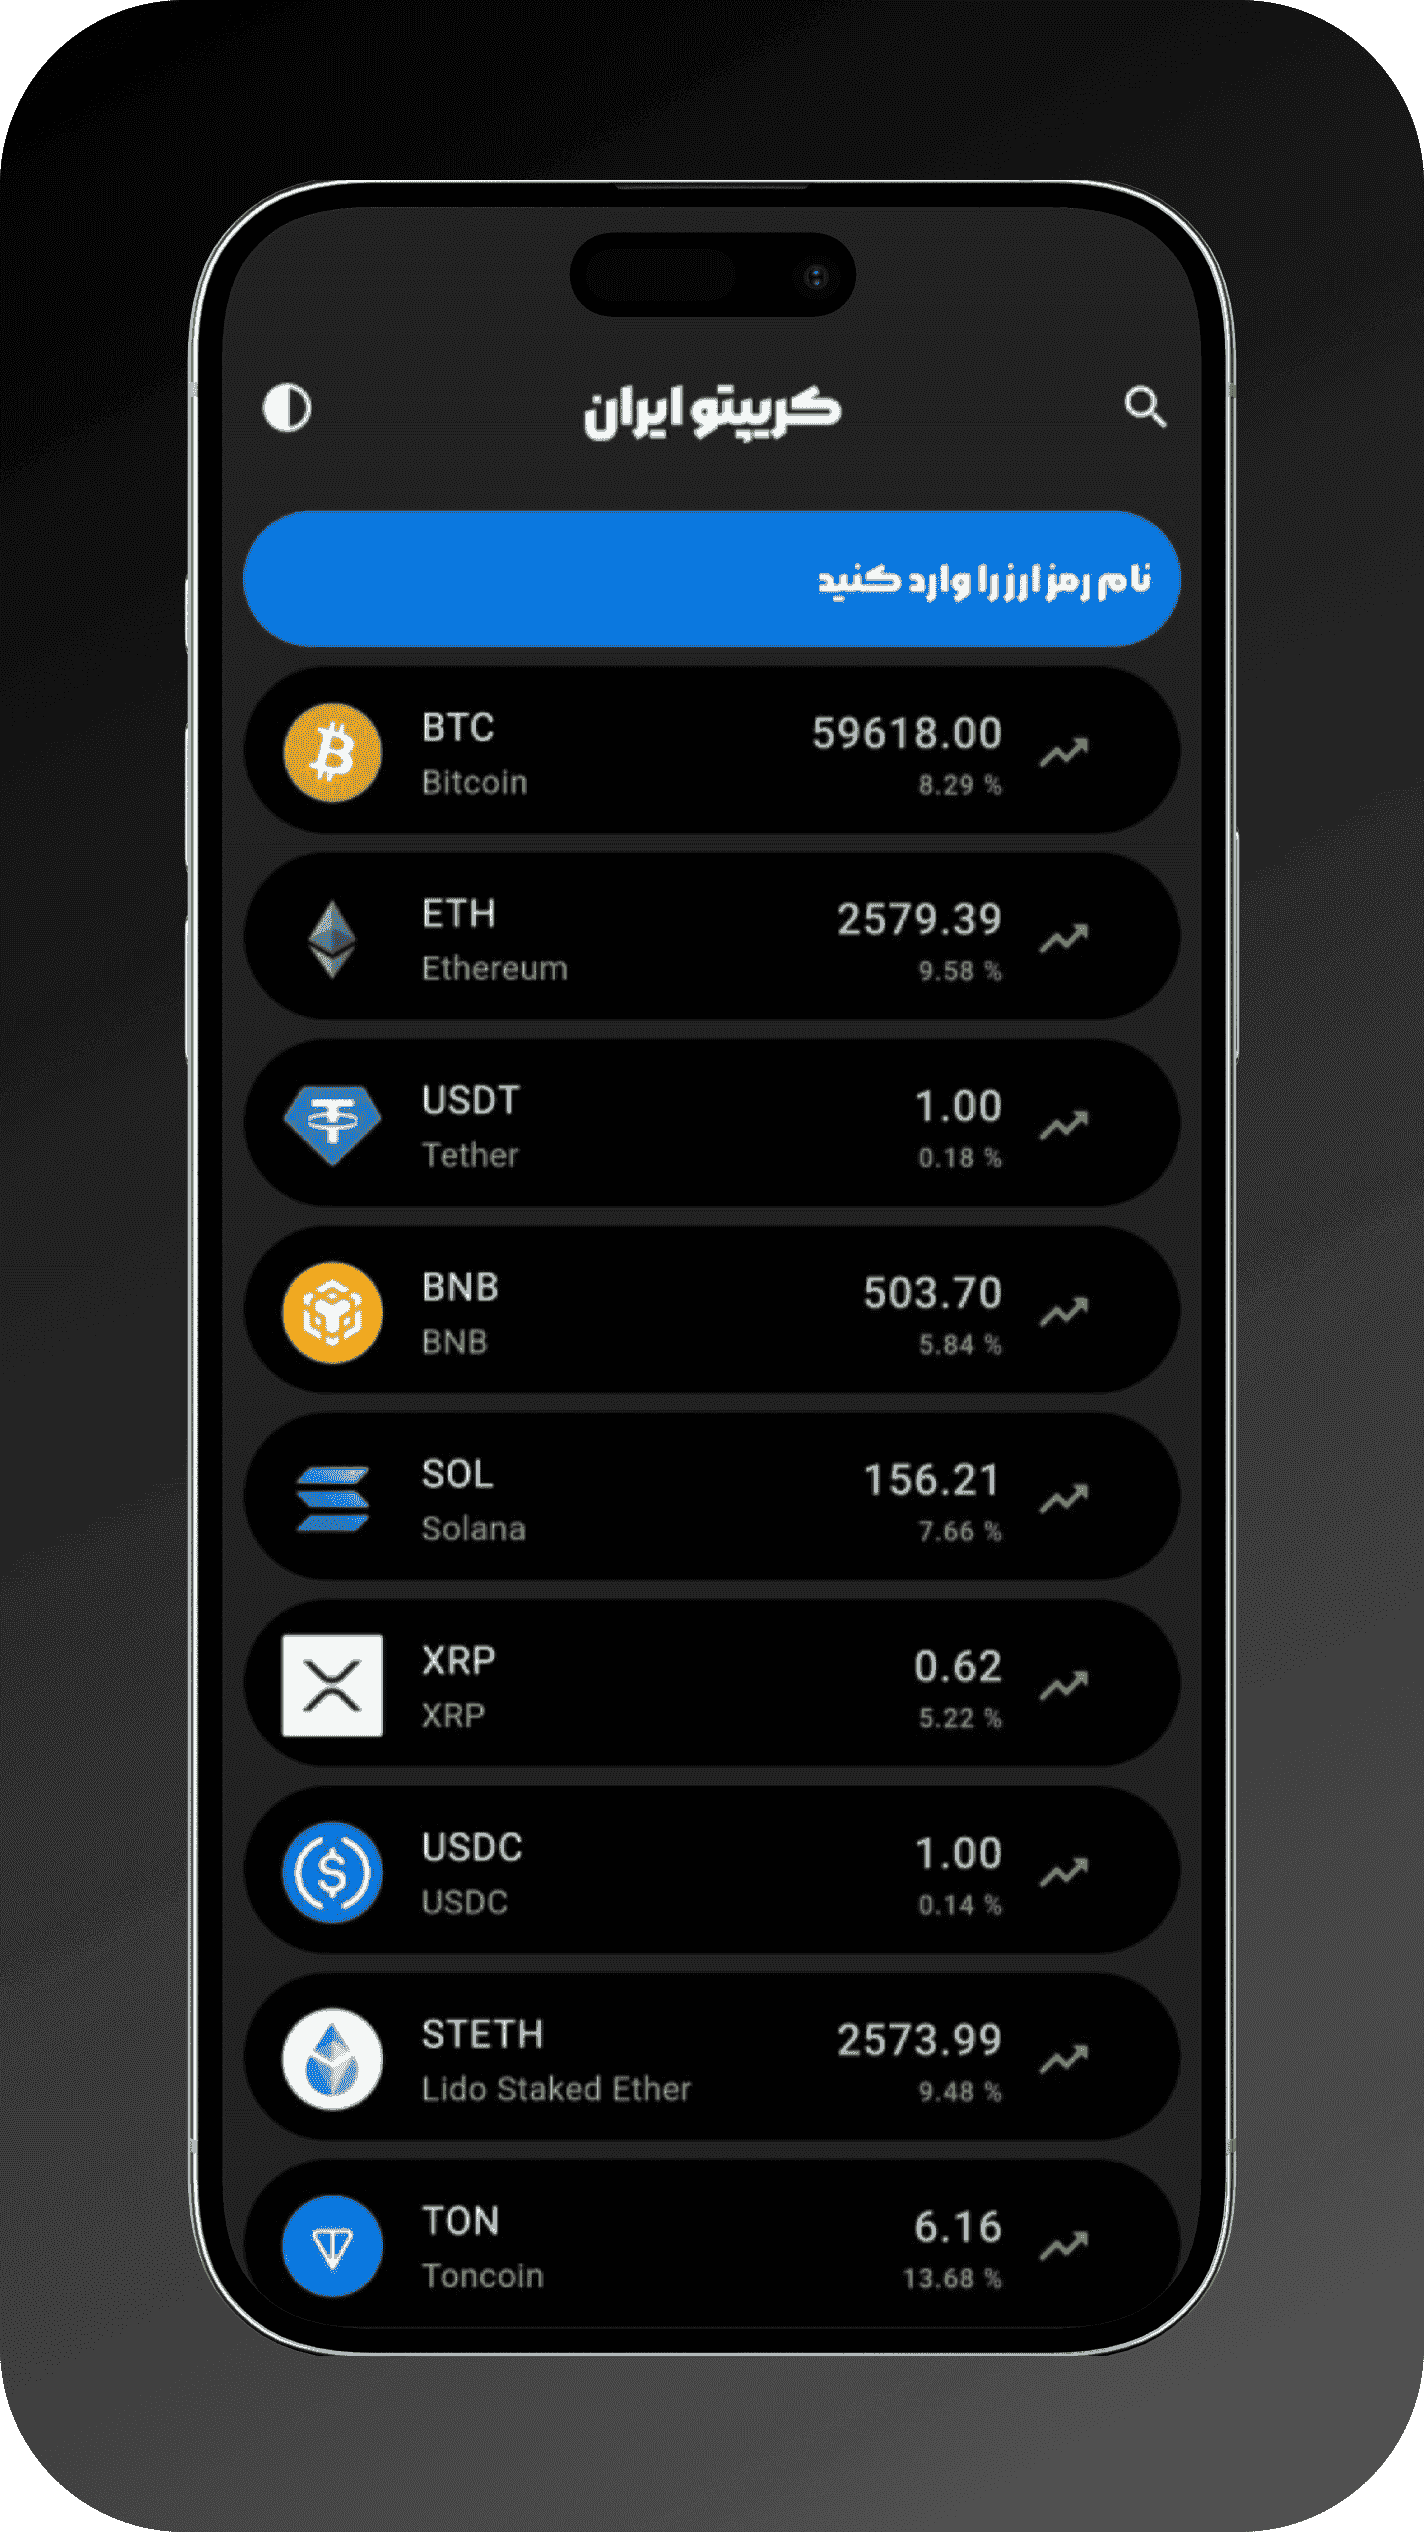 کریپتو ایران
نام رمز ارز را وارد کنید
BTC
Bitcoin
59618.00
8.29 %
ETH
Ethereum
2579.39
9.58 %
USDT
Tether
1.00
0.18 %
BNB
BNB
503.70
5.84 %
SOL
Solana
156.21
7.66 %
XRP
XRP
0.62
5.22 %
USDC
USDC
1.00
0.14 %
STETH
Lido Staked Ether
2573.99
9.48 %
TON
Toncoin
6.16
13.68 %